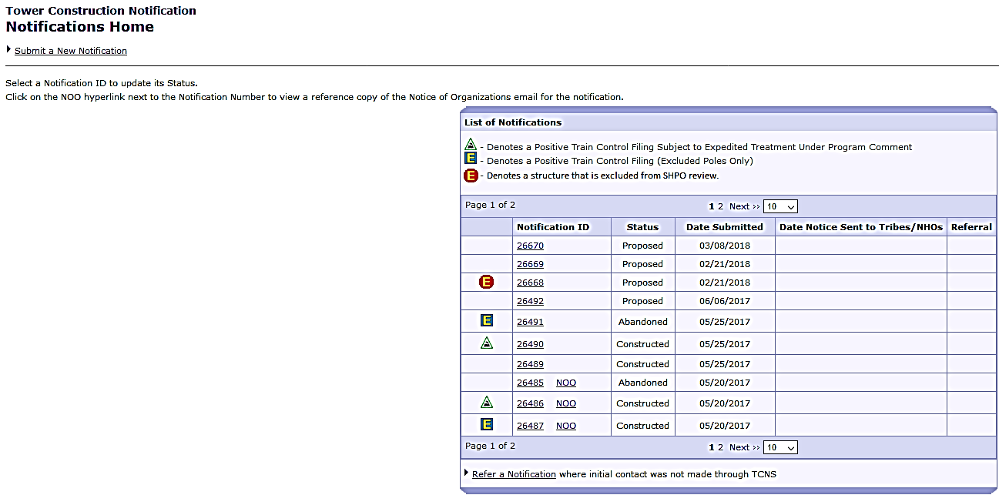 Tower Construction Notification
Notifications Home
Submit a New Notification
Select a Notification ID to update its Status.
Click on the NOO hyperlink next to the Notification Number to view a reference copy of the Notice of Organizations email for the notification.
List of Notifications
- Denotes a Positive Train Control Filing Subject to Expedited Treatment Under Program Comment
E - Denotes a Positive Train Control Filing (Excluded Poles Only)
E - Denotes a structure that is excluded from SHPO review.
Page 1 of 2 1 2 Next >> 10
Notification ID Status Date Submitted Date Notice Sent to Tribes/NHOs Referral
26670 Proposed 03/08/2018
26669 Proposed 02/21/2018
E 26668 Proposed 02/21/2018
26492 Proposed 06/06/2017
E 26491 Abandoned 05/25/2017
26490 Constructed 05/25/2017
26489 Constructed 05/25/2017
26485 NOO Abandoned 05/20/2017
26486 NOO Constructed 05/20/2017
E 26487 NOO Constructed 05/20/2017
Page 1 of 2 1 2 Next >> 10
Refer a Notification where initial contact was not made through TCNS